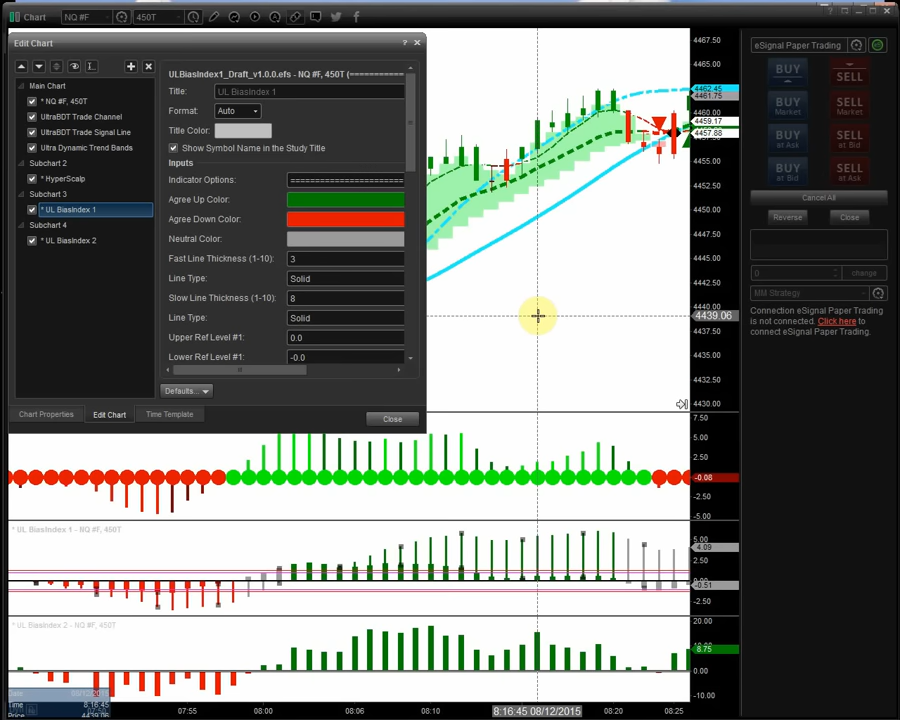 Chart
NQ #F
450T
Edit Chart
?
Main Chart
* NQ #F, 450T
UltraBDT Trade Channel
UltraBDT Trade Signal Line
Ultra Dynamic Trend Bands
Subchart 2
* HyperScalp
Subchart 3
* UL BiasIndex 1
Subchart 4
* UL BiasIndex 2
ULBiasIndex1_Draft_v1.0.0.efs - NQ #F, 450T (============
Title:
UL BiasIndex 1
Format:
Auto
Title Color:
Show Symbol Name in the Study Title
Inputs
Indicator Options:
=======================
Agree Up Color:
Agree Down Color:
Neutral Color:
Fast Line Thickness (1-10):
3
Line Type:
Solid
Slow Line Thickness (1-10):
8
Line Type:
Solid
Upper Ref Level #1:
0.0
Lower Ref Level #1:
-0.0
Defaults...
Chart Properties
Edit Chart
Time Template
Close
4467.50
4465.00
4462.45
4461.75
4459.17
4457.88
4455.00
4452.50
4450.00
4447.50
4445.00
4442.50
4440.00
4439.06
4437.50
4435.00
4432.50
4430.00
7.50
5.00
2.50
-0.08
-2.50
-5.00
* UL BiasIndex 1 - NQ #F, 450T
5.00
4.09
2.50
-0.51
-2.50
* UL BiasIndex 2 - NQ #F, 450T
20.00
8.75
0.00
-10.00
Date
Time
8:16:45
Price
4439.06
07:55
08:00
08:06
08:10
8:16:45 08/12/2015
08:20
08:25
eSignal Paper Trading
BUY
SELL
BUY
Market
SELL
Market
BUY
at Ask
SELL
at Bid
BUY
at Bid
SELL
at Ask
Cancel All
Reverse
Close
0
change
MM Strategy
Connection eSignal Paper Trading
is not connected. Click here to
connect eSignal Paper Trading.